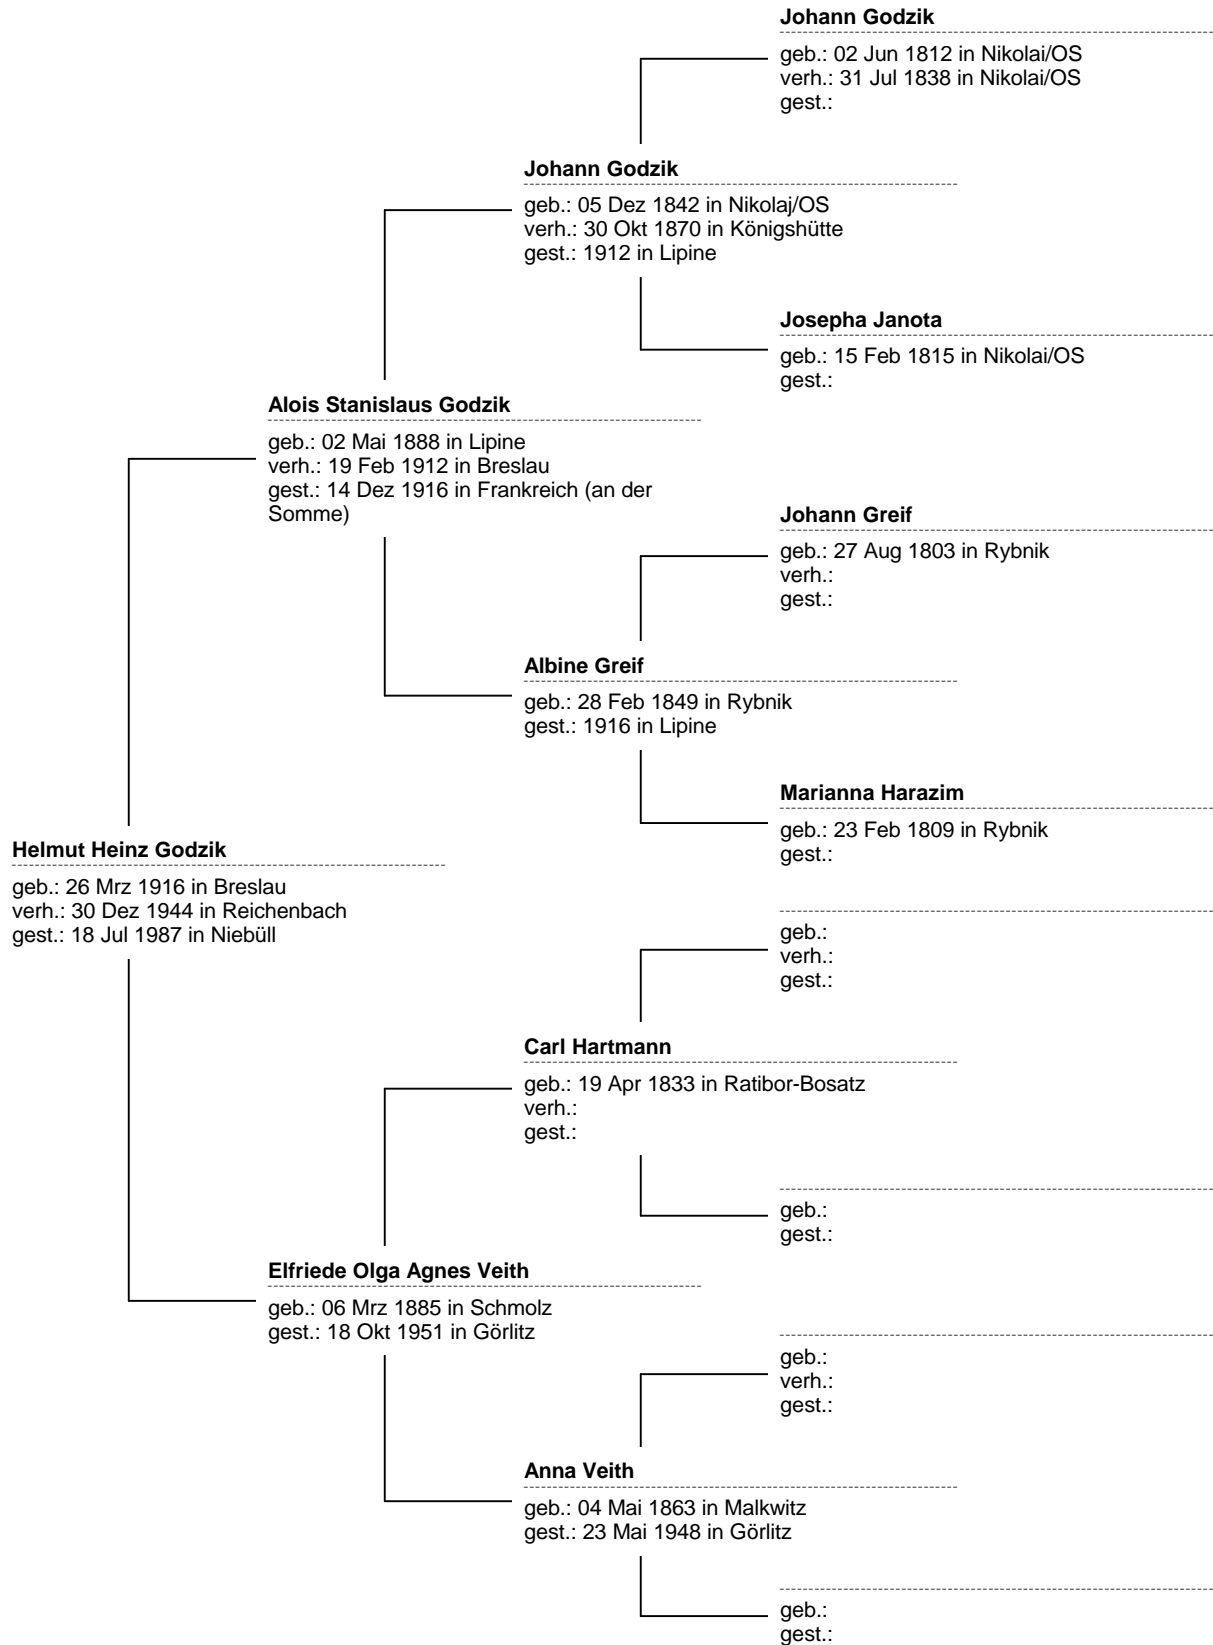 Johann Godzik
geb.: 02 Jun 1812 in Nikolai/OS
verh.: 31 Jul 1838 in Nikolai/OS
gest.:
Johann Godzik
geb.: 05 Dez 1842 in Nikolaj/OS
verh.: 30 Okt 1870 in Königshütte
gest.: 1912 in Lipine
Josepha Janota
geb.: 15 Feb 1815 in Nikolai/OS
gest.:
Alois Stanislaus Godzik
geb.: 02 Mai 1888 in Lipine
verh.: 19 Feb 1912 in Breslau
gest.: 14 Dez 1916 in Frankreich (an der
Somme)
Johann Greif
geb.: 27 Aug 1803 in Rybnik
verh.:
gest.:
Albine Greif
geb.: 28 Feb 1849 in Rybnik
gest.: 1916 in Lipine
Marianna Harazim
geb.: 23 Feb 1809 in Rybnik
gest.:
Helmut Heinz Godzik
geb.: 26 Mrz 1916 in Breslau
verh.: 30 Dez 1944 in Reichenbach
gest.: 18 Jul 1987 in Niebüll
geb.:
verh.:
gest.:
Carl Hartmann
geb.: 19 Apr 1833 in Ratibor-Bosatz
verh.:
gest.:
geb.:
gest.:
Elfriede Olga Agnes Veith
geb.: 06 Mrz 1885 in Schmolz
gest.: 18 Okt 1951 in Görlitz
geb.:
verh.:
gest.:
Anna Veith
geb.: 04 Mai 1863 in Malkwitz
gest.: 23 Mai 1948 in Görlitz
geb.:
gest.: